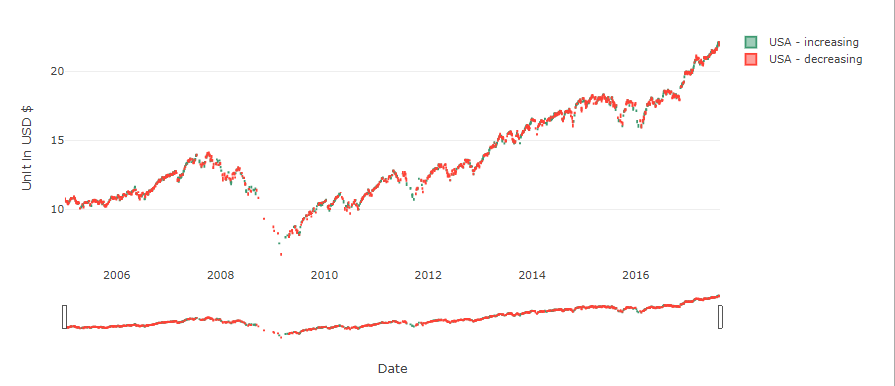 USA - increasing
USA - decreasing
20
15
10
Unit In USD $
2006 2008 2010 2012 2014 2016
Date